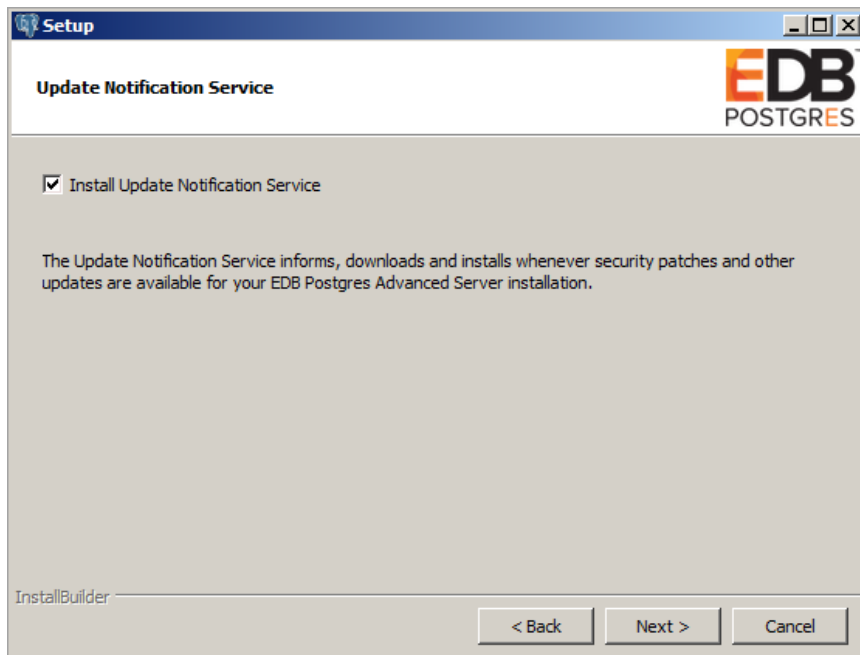 Setup
Update Notification Service
EDB
POSTGRES
Install Update Notification Service
The Update Notification Service informs, downloads and installs whenever security patches and other
updates are available for your EDB Postgres Advanced Server installation.
InstallBuilder
< Back
Next >
Cancel